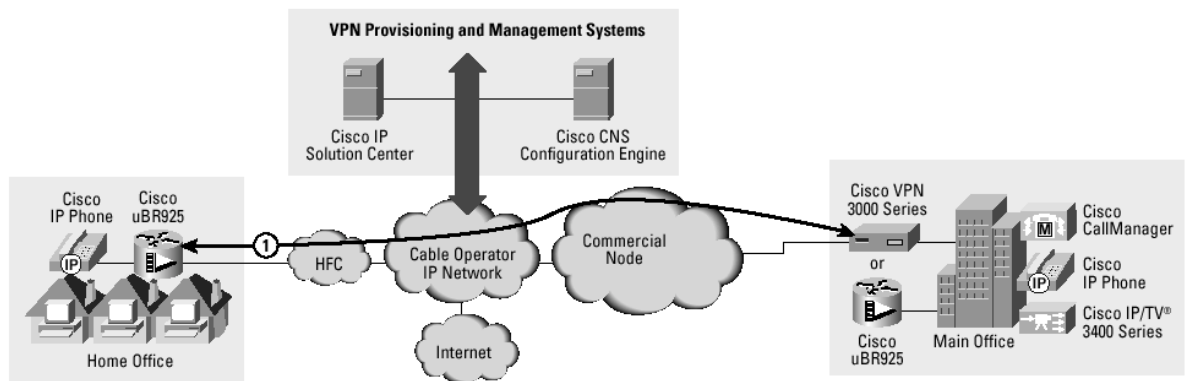 VPN Provisioning and Management Systems
Cisco IP
Solution Center
Cisco CNS
Configuration Engine
Cisco
IP Phone
Cisco
uBR925
IP
1
HFC
Cable Operator
IP Network
Commercial
Node
Internet
Home Office
Cisco VPN
3000 Series
or
Cisco
uBR925
Main Office
M
Cisco
CallManager
IP
Cisco
IP Phone
Cisco IP/TV®
3400 Series